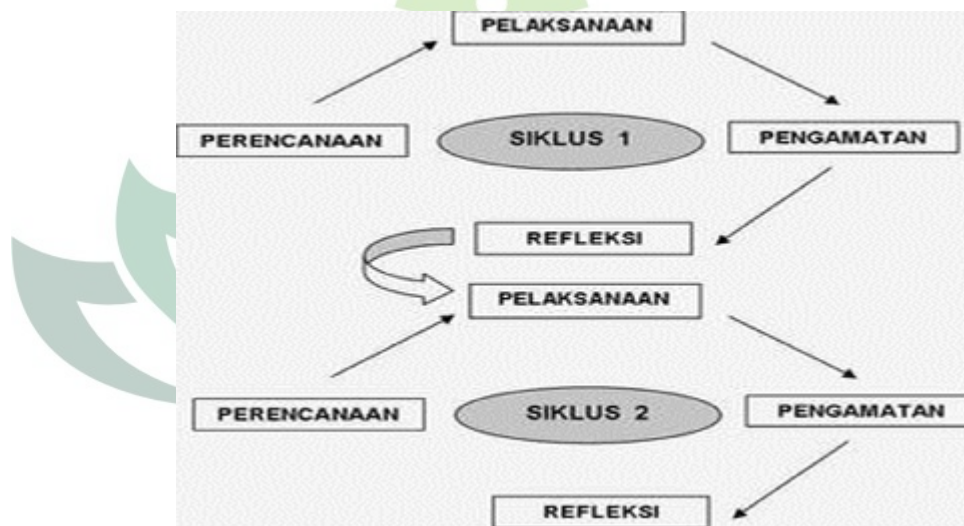 PELAKSANAAN
PERENCANAAN
SIKLUS 1
PENGAMATAN
REFLEKSI
PELAKSANAAN
PERENCANAAN
SIKLUS 2
PENGAMATAN
REFLEKSI